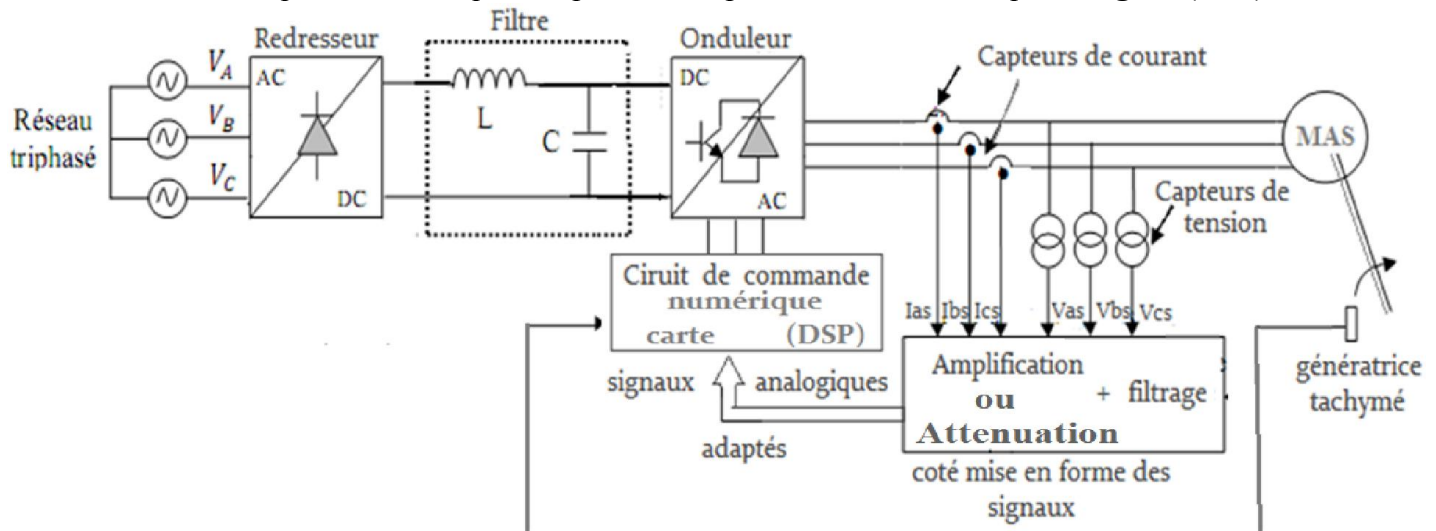 Filtre
Redresseur
Onduleur
Capteurs de courant
V_A
AC
DC
Réseau
triphasé
V_B
L
C
MAS
V_C
DC
AC
Capteurs de
tension
Ciruit de commande
numérique
carte (DSP)
Ias Ibs Ics Vas Vbs Vcs
signaux analogiques
adaptés
Amplification
ou + filtrage
Attenuation
génératrice
tachymé
coté mise en forme des
signaux